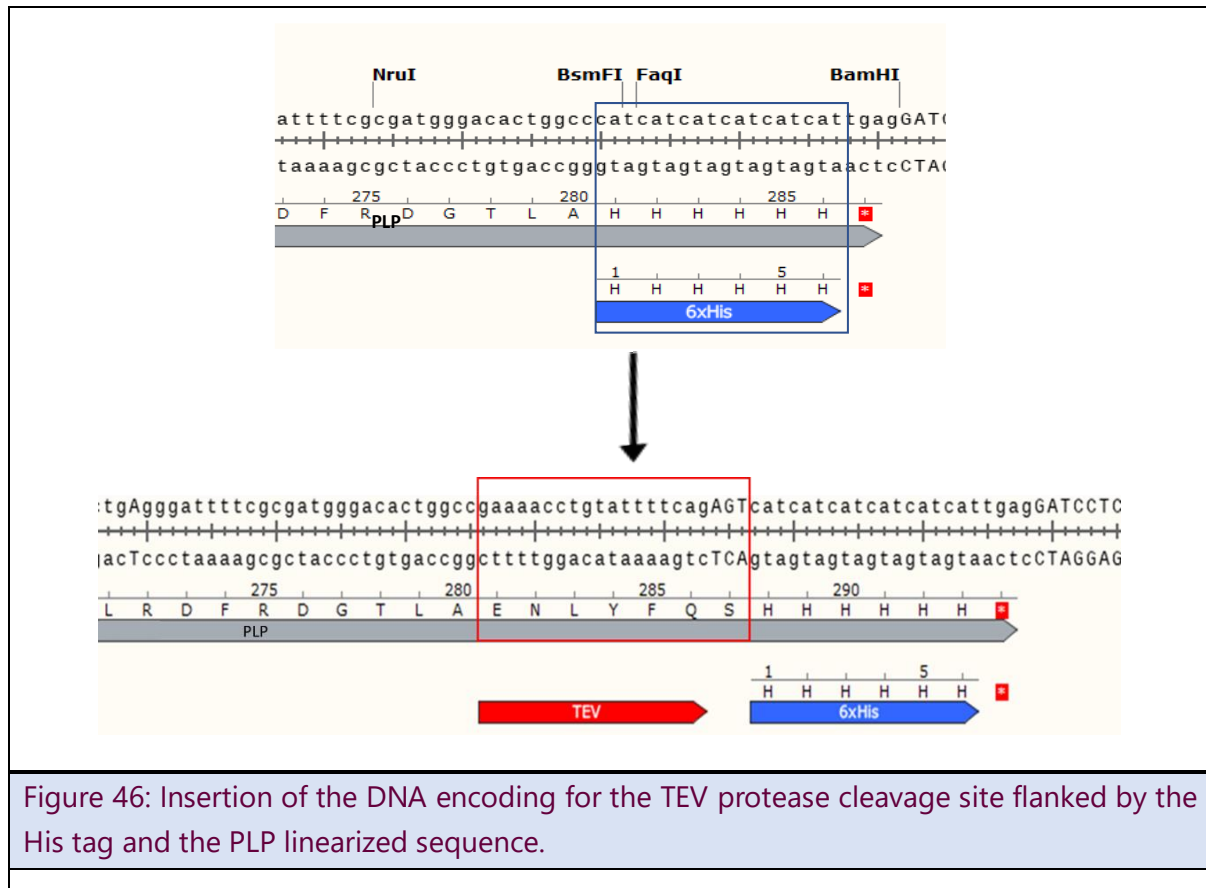 NruI BsmFI FaqI BamHI
attttcgcgatgggacactggcccatcatcatcatcatcattgagGATC
taaaagcgctaccctgtgaccgggtagtagtagtagtagtaactcCTAG
275 280 285
D F R D G T L A H H H H H H *
PLP
1 5
H H H H H H *
6xHis
tgAgggattttcgcgatgggacactggccgaaaacctgtattttcagAGTcatcatcatcatcatcattgagGATCCTC
acTccctaaaagcgctaccctgtgaccggcttttggacataaaagtcTCAgtagtagtagtagtagtaactcCTAGGAG
275 280 285 290
L R D F R D G T L A E N L Y F Q S H H H H H H *
PLP
1 5
H H H H H H *
TEV 6xHis
Figure 46: Insertion of the DNA encoding for the TEV protease cleavage site flanked by the
His tag and the PLP linearized sequence.